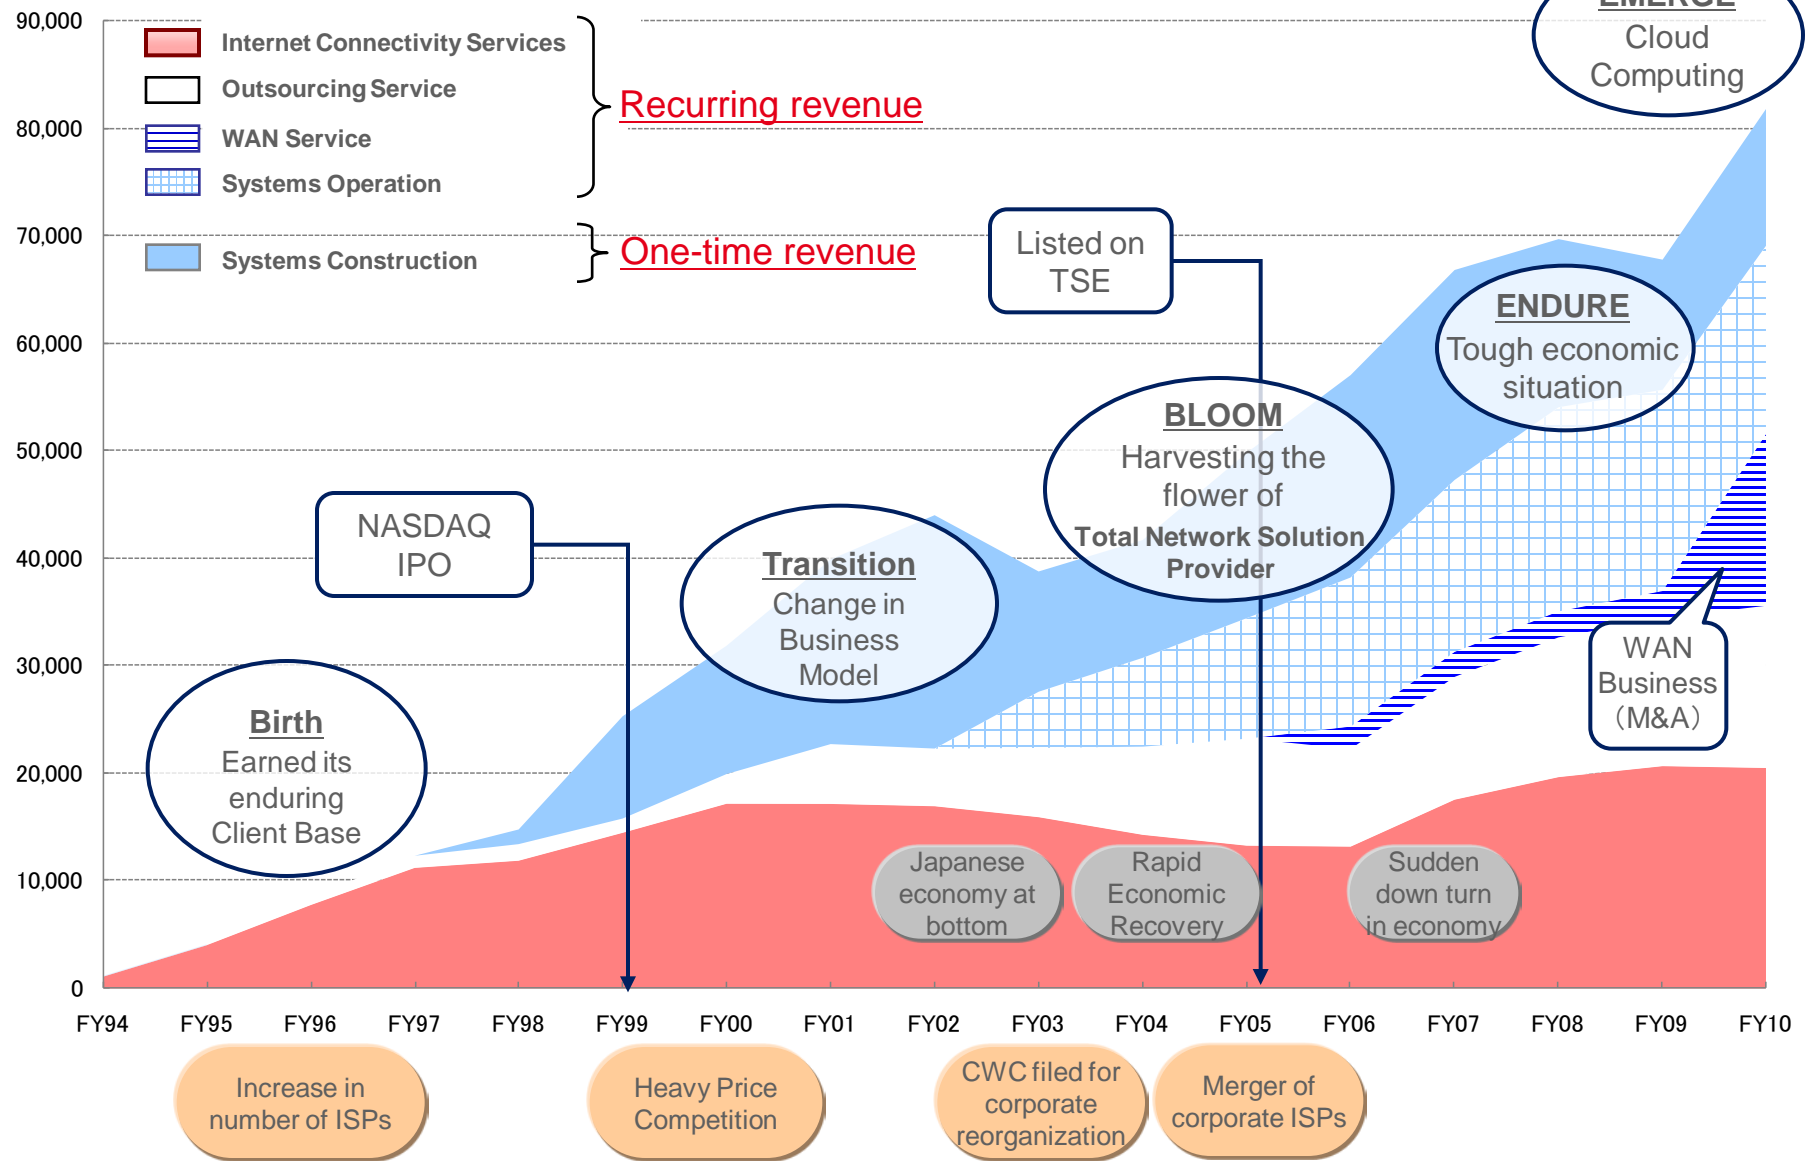 90,000
80,000
70,000
60,000
50,000
40,000
30,000
20,000
10,000
0
Internet Connectivity Services
Outsourcing Service
WAN Service
Systems Operation
Systems Construction
Recurring revenue
One-time revenue
EMERGE
Cloud
Computing
Listed on
TSE
ENDURE
Tough economic
situation
BLOOM
Harvesting the
flower of
Total Network Solution
Provider
NASDAQ
IPO
Transition
Change in
Business
Model
Birth
Earned its
enduring
Client Base
WAN
Business
（M&A）
Japanese
economy at
bottom
Rapid
Economic
Recovery
Sudden
down turn
in economy
FY94 FY95 FY96 FY97 FY98 FY99 FY00 FY01 FY02 FY03 FY04 FY05 FY06 FY07 FY08 FY09 FY10
Increase in
number of ISPs
Heavy Price
Competition
CWC filed for
corporate
reorganization
Merger of
corporate ISPs